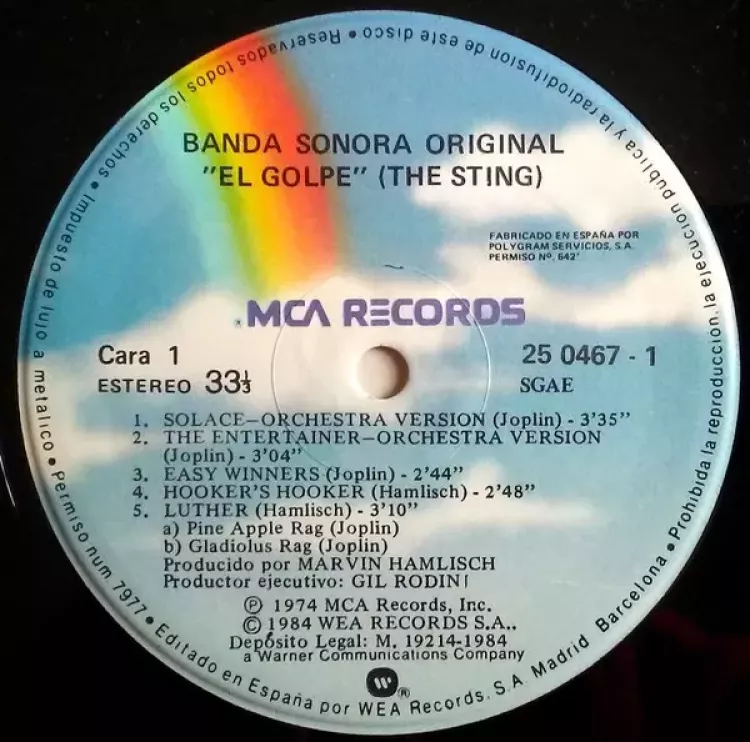 BANDA SONORA ORIGINAL
"EL GOLPE" (THE STING)
FABRICADO EN ESPAÑA POR
POLYGRAM SERVICIOS, S.A.
PERMISO Nº. 642'
MCA RECORDS
Cara 1
25 0467 - 1
ESTEREO 33⅓
SGAE
1. SOLACE—ORCHESTRA VERSION (Joplin) - 3'35"
2. THE ENTERTAINER—ORCHESTRA VERSION
(Joplin) - 3'04"
3. EASY WINNERS (Joplin) - 2'44"
4. HOOKER'S HOOKER (Hamlisch) - 2'48"
5. LUTHER (Hamlisch) - 3'10"
a) Pine Apple Rag (Joplin)
b) Gladiolus Rag (Joplin)
Producido por MARVIN HAMLISCH
Productor ejecutivo: GIL RODIN
Ⓟ 1974 MCA Records, Inc.
© 1984 WEA RECORDS S.A..
Depósito Legal: M. 19214-1984
a Warner Communications Company
®
Prohibida la reproducción, la ejecución pública y la radiodifusion de este disco • Reservados todos los derechos • Impuesto de lujo a metalico • Permiso num 7977 • Editado en España por WEA Records. S.A. Madrid Barcelona •